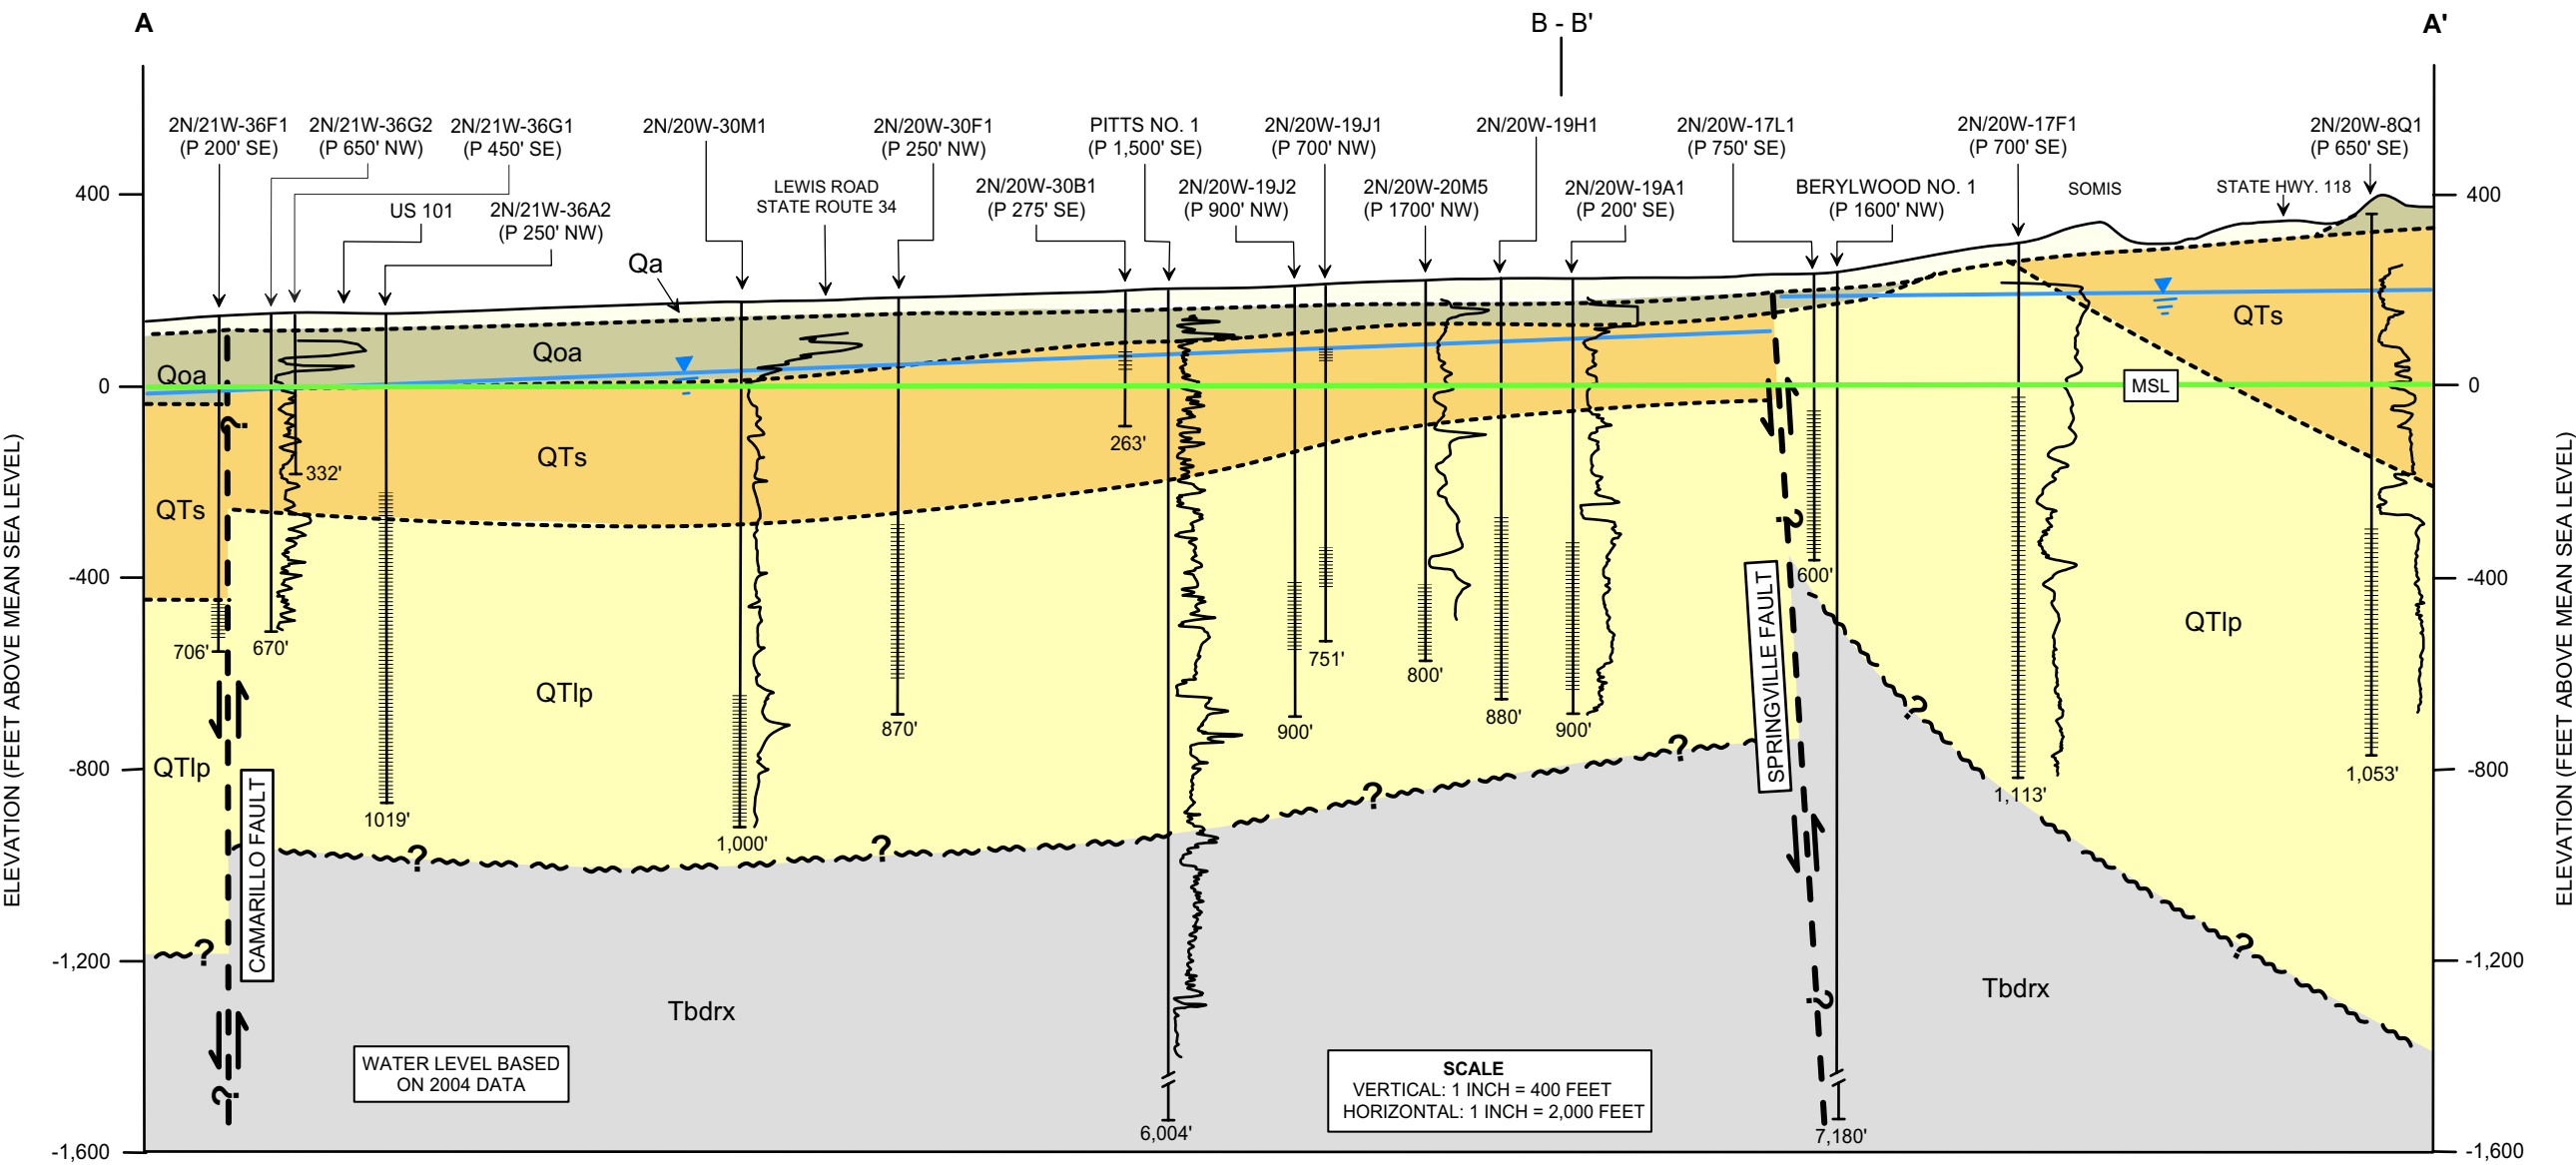 A
B - B'
A'
2N/21W-36F1
(P 200' SE)
2N/21W-36G2
(P 650' NW)
2N/21W-36G1
(P 450' SE)
2N/20W-30M1
2N/20W-30F1
(P 250' NW)
PITTS NO. 1
(P 1,500' SE)
2N/20W-19J1
(P 700' NW)
2N/20W-19H1
2N/20W-17L1
(P 750' SE)
2N/20W-17F1
(P 700' SE)
2N/20W-8Q1
(P 650' SE)
US 101
2N/21W-36A2
(P 250' NW)
LEWIS ROAD
STATE ROUTE 34
2N/20W-30B1
(P 275' SE)
2N/20W-19J2
(P 900' NW)
2N/20W-20M5
(P 1700' NW)
2N/20W-19A1
(P 200' SE)
BERYLWOOD NO. 1
(P 1600' NW)
SOMIS
STATE HWY. 118
400
0
-400
-800
-1,200
-1,600
ELEVATION (FEET ABOVE MEAN SEA LEVEL)
400
0
-400
-800
-1,200
-1,600
ELEVATION (FEET ABOVE MEAN SEA LEVEL)
Qa
Qoa
Qoa
QTs
MSL
?
332'
263'
QTs
QTs
?
600'
706'
670'
751'
800'
QTlp
QTlp
870'
900'
880'
900'
?
?
QTlp
1019'
1,000'
?
1,113'
1,053'
SPRINGVILLE FAULT
CAMARILLO FAULT
?
?
?
?
?
Tbdrx
?
Tbdrx
?
WATER LEVEL BASED
ON 2004 DATA
SCALE
VERTICAL: 1 INCH = 400 FEET
HORIZONTAL: 1 INCH = 2,000 FEET
6,004'
7,180'